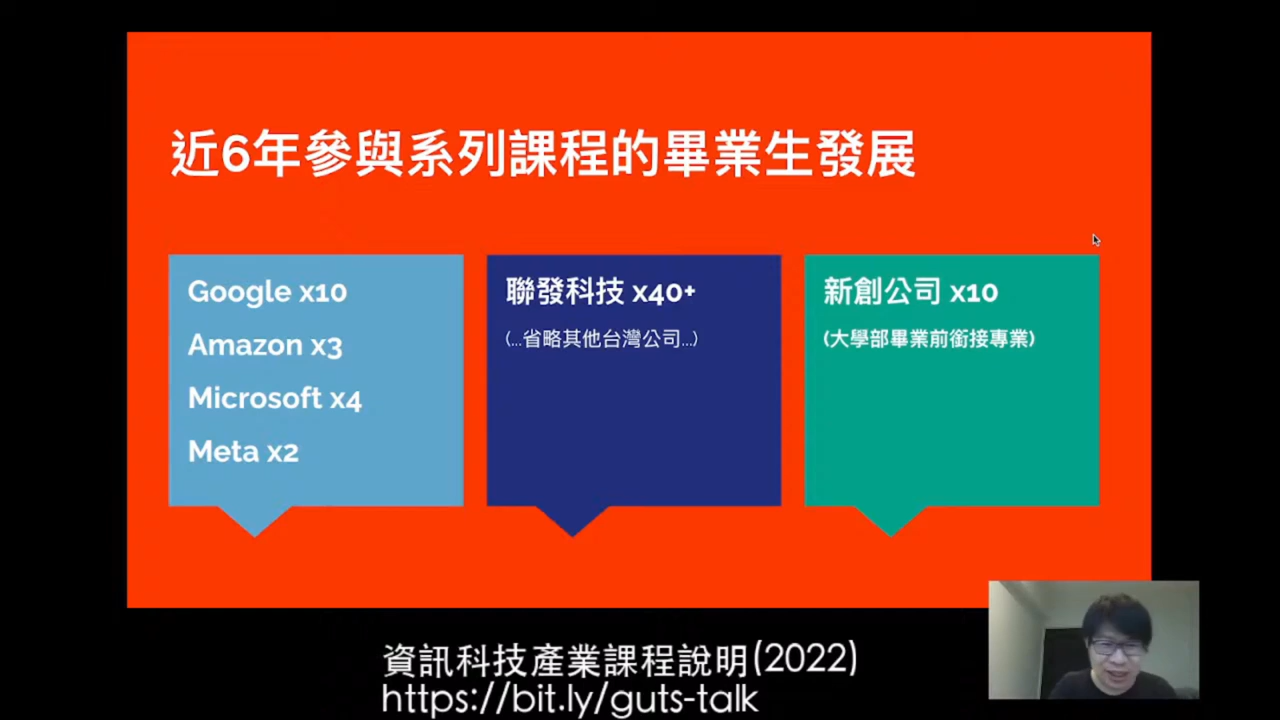 近6年參與系列課程的畢業生發展
Google x10
Amazon x3
Microsoft x4
Meta x2
聯發科技 x40+
(...省略其他台灣公司...)
新創公司 x10
(大學部畢業前銜接專業)
資訊科技產業課程說明(2022)
https://bit.ly/guts-talk